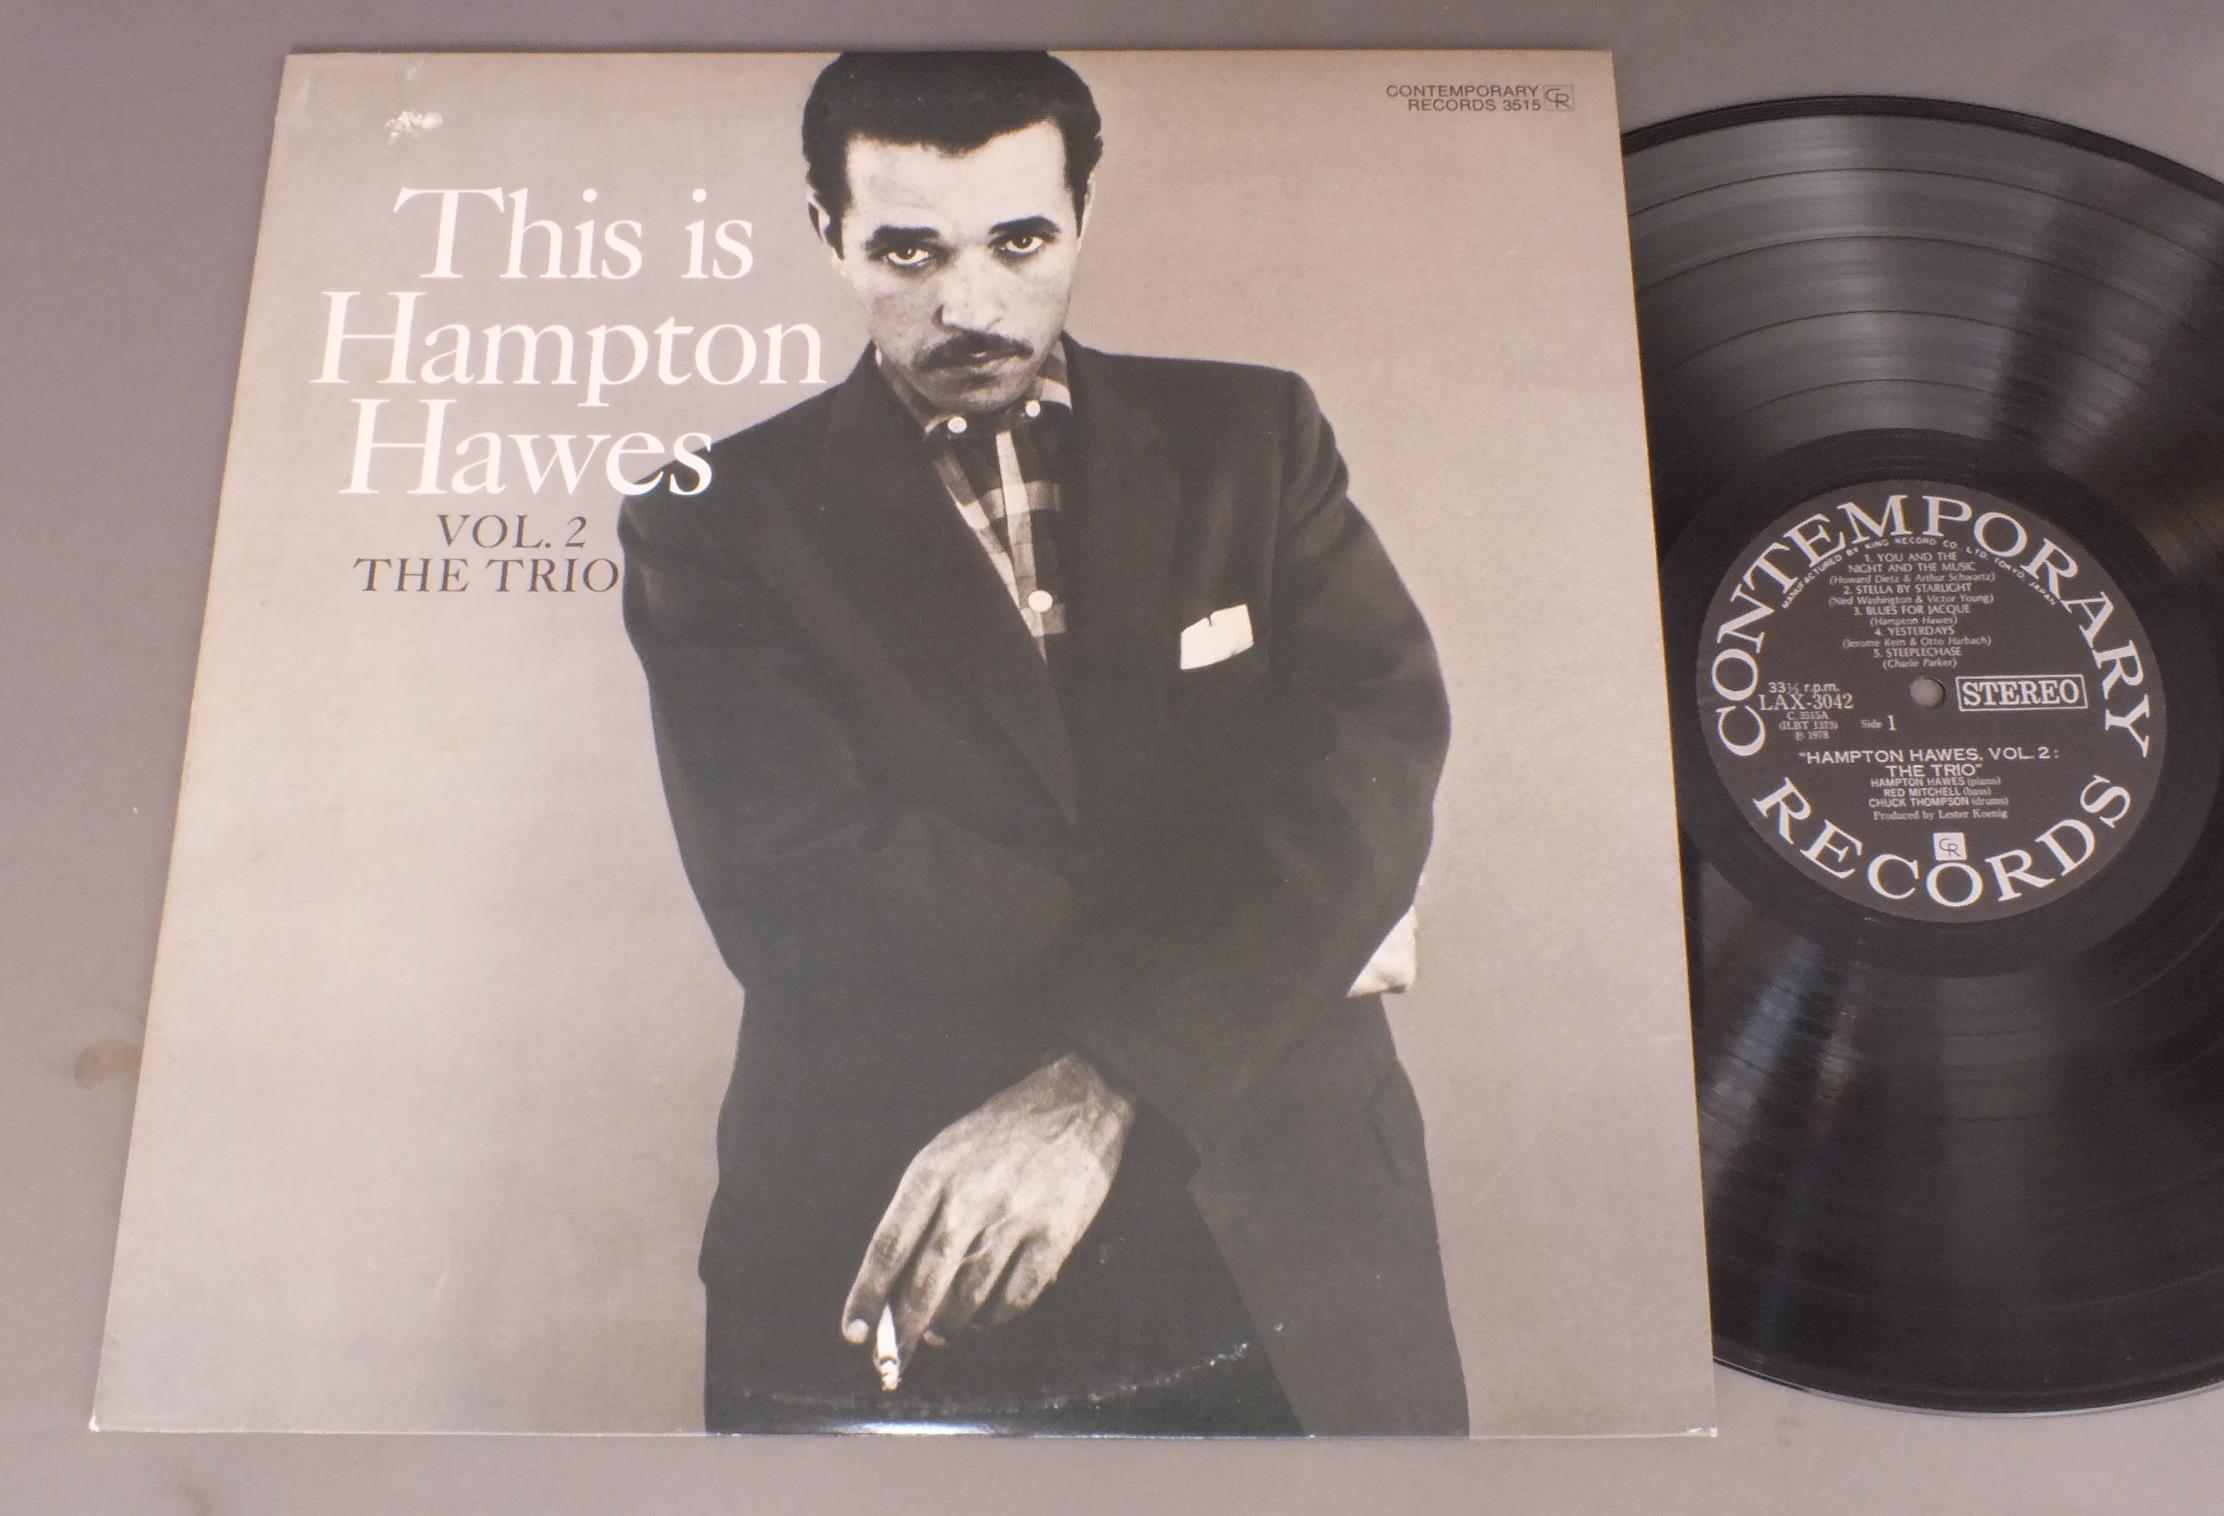 This is
Hampton
Hawes
VOL. 2
THE TRIO
CONTEMPORARY
RECORDS 3515
CR
CONTEMPORARY
MANUFACTURED BY KING RECORD CO., LTD, TOKYO, JAPAN
1. YOU AND THE
NIGHT AND THE MUSIC
(Howard Dietz & Arthur Schwartz)
2. STELLA BY STARLIGHT
(Ned Washington & Victor Young)
3. BLUES FOR JACQUE
(Hampton Hawes)
4. YESTERDAYS
(Jerome Kern & Otto Harbach)
5. STEEPLECHASE
(Charlie Parker)
33⅓ r.p.m.
LAX-3042
C. 3515A
(ILBT 1373)
℗ 1978
Side 1
STEREO
"HAMPTON HAWES, VOL. 2:
THE TRIO"
HAMPTON HAWES (piano)
RED MITCHELL (bass)
CHUCK THOMPSON (drums)
Produced by Lester Koenig
CR
RECORDS